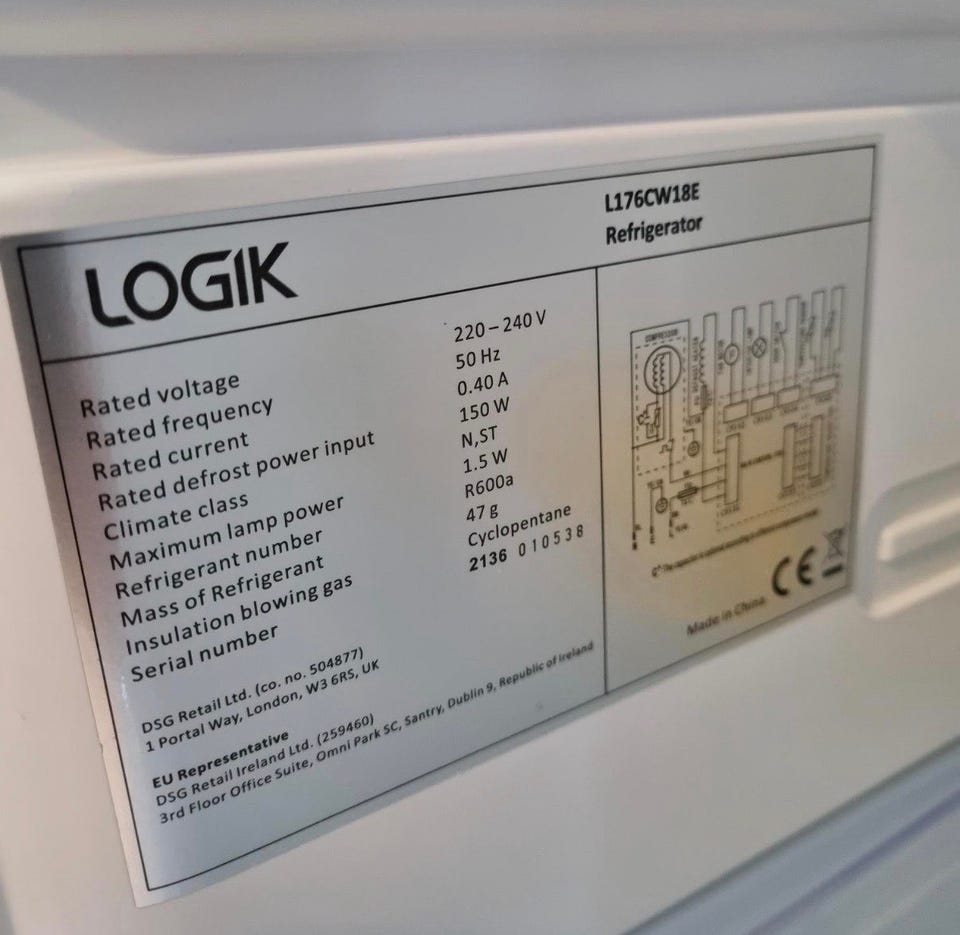 LOGIK
L176CW18E
Refrigerator
Rated voltage 220–240 V
Rated frequency 50 Hz
Rated current 0.40 A
Rated defrost power input 150 W
Climate class N,ST
Maximum lamp power 1.5 W
Refrigerant number R600a
Mass of Refrigerant 47 g
Insulation blowing gas Cyclopentane
Serial number 2136 010538
DSG Retail Ltd. (co. no. 504877)
1 Portal Way, London, W3 6RS, UK
EU Representative
DSG Retail Ireland Ltd. (259460)
3rd Floor Office Suite, Omni Park SC, Santry, Dublin 9, Republic of Ireland
COMPRESSOR
CE
Made in China